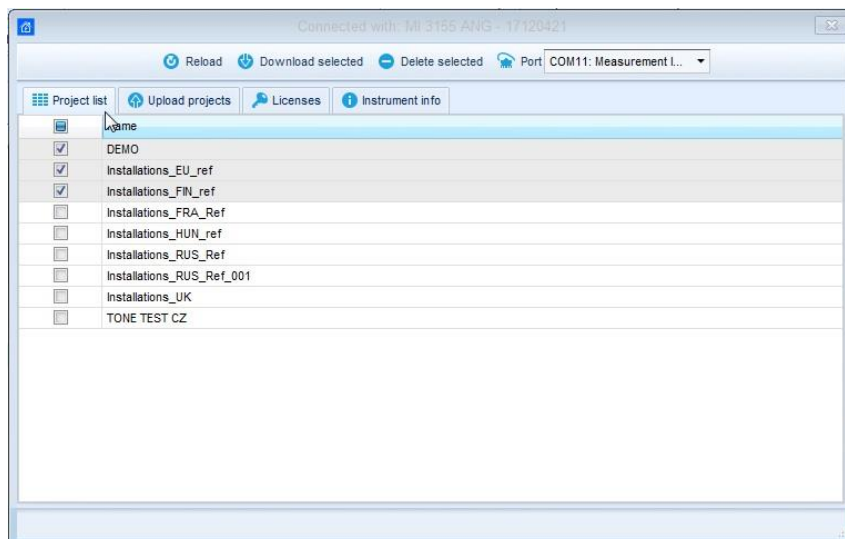 Connected with: MI 3155 ANG - 17120421
Reload Download selected Delete selected Port COM11: Measurement I...
Project list Upload projects Licenses Instrument info
Name
DEMO
Installations_EU_ref
Installations_FIN_ref
Installations_FRA_Ref
Installations_HUN_ref
Installations_RUS_Ref
Installations_RUS_Ref_001
Installations_UK
TONE TEST CZ